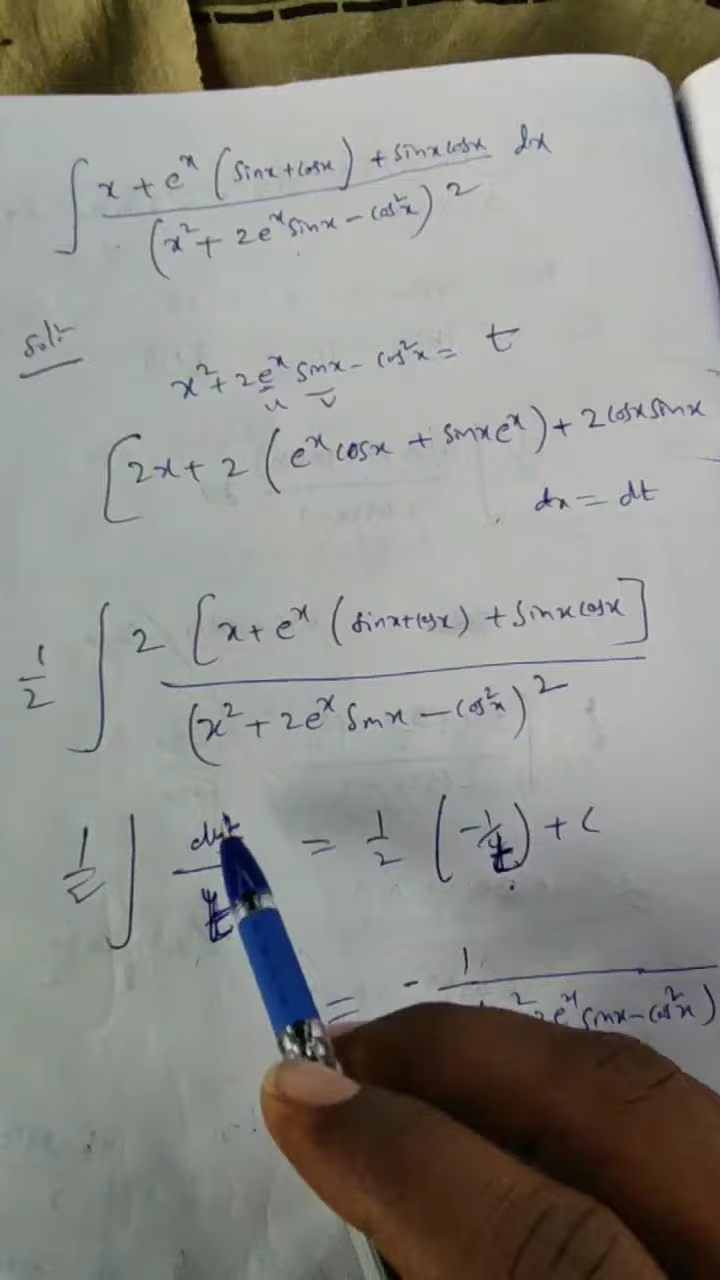 ∫ x + e^x (sinx + cosx) + sinx cosx / (x² + 2e^x sinx − cos²x)² dx
Sol:-
x² + 2e^x sinx − cos²x = t
u v
[2x + 2 (e^x cosx + sinx e^x) + 2 cosx sinx
dx = dt
1/2 ∫ 2 [x + e^x (sinx + cosx) + sinx cosx] / (x² + 2e^x sinx − cos²x)²
1/2 ∫ = 1/2 (−1/t) + c
= − 1 / e^x sinx − cos²x)